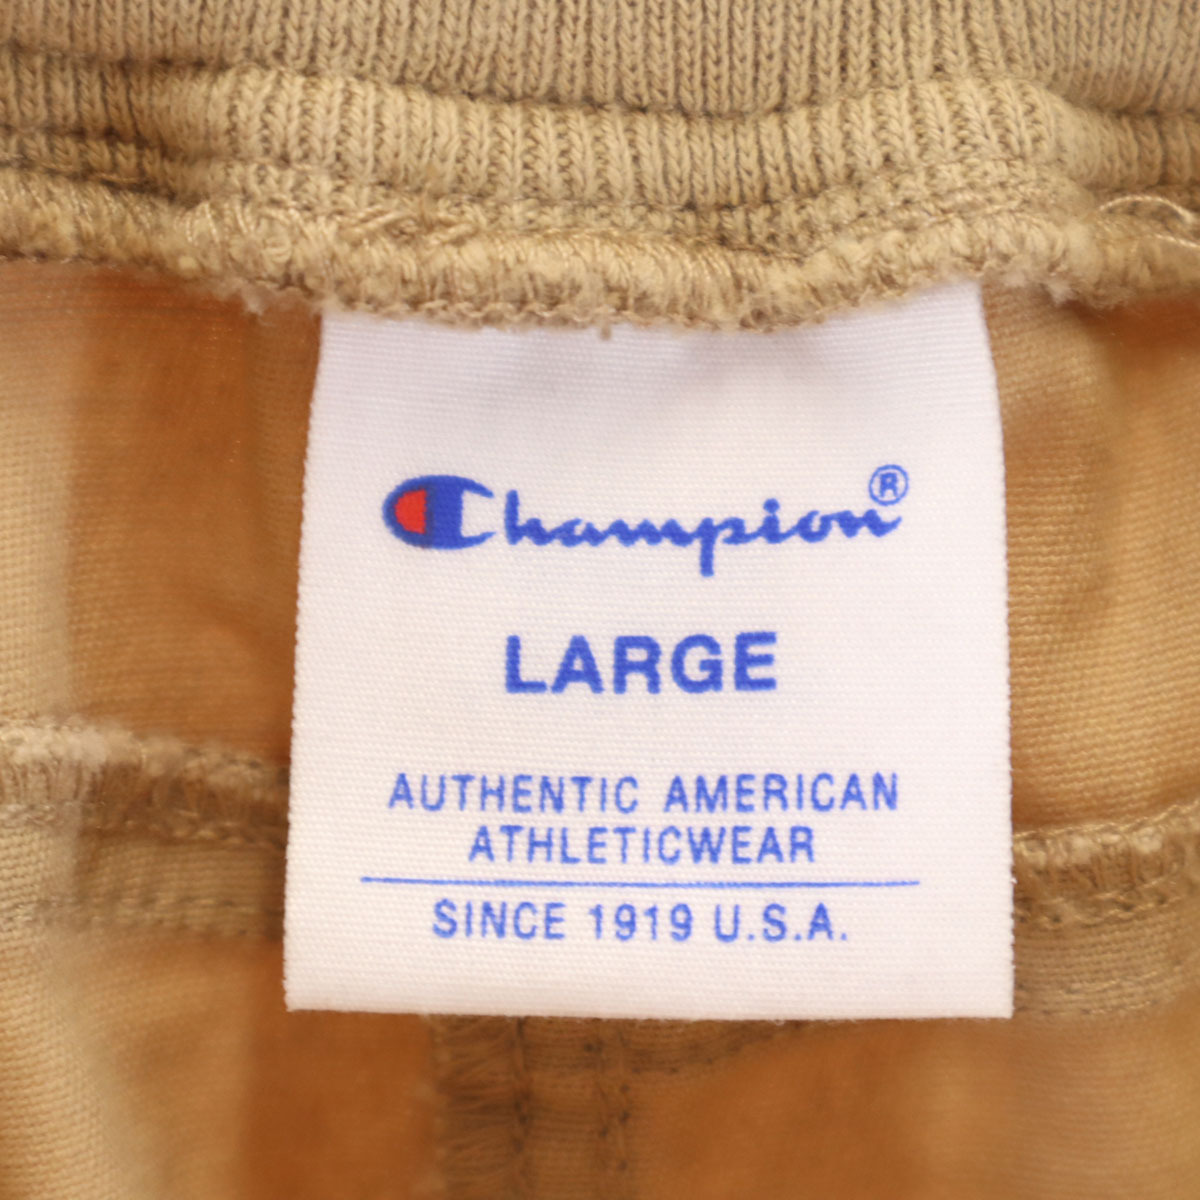 Champion®
LARGE
AUTHENTIC AMERICAN
ATHLETICWEAR
SINCE 1919 U.S.A.